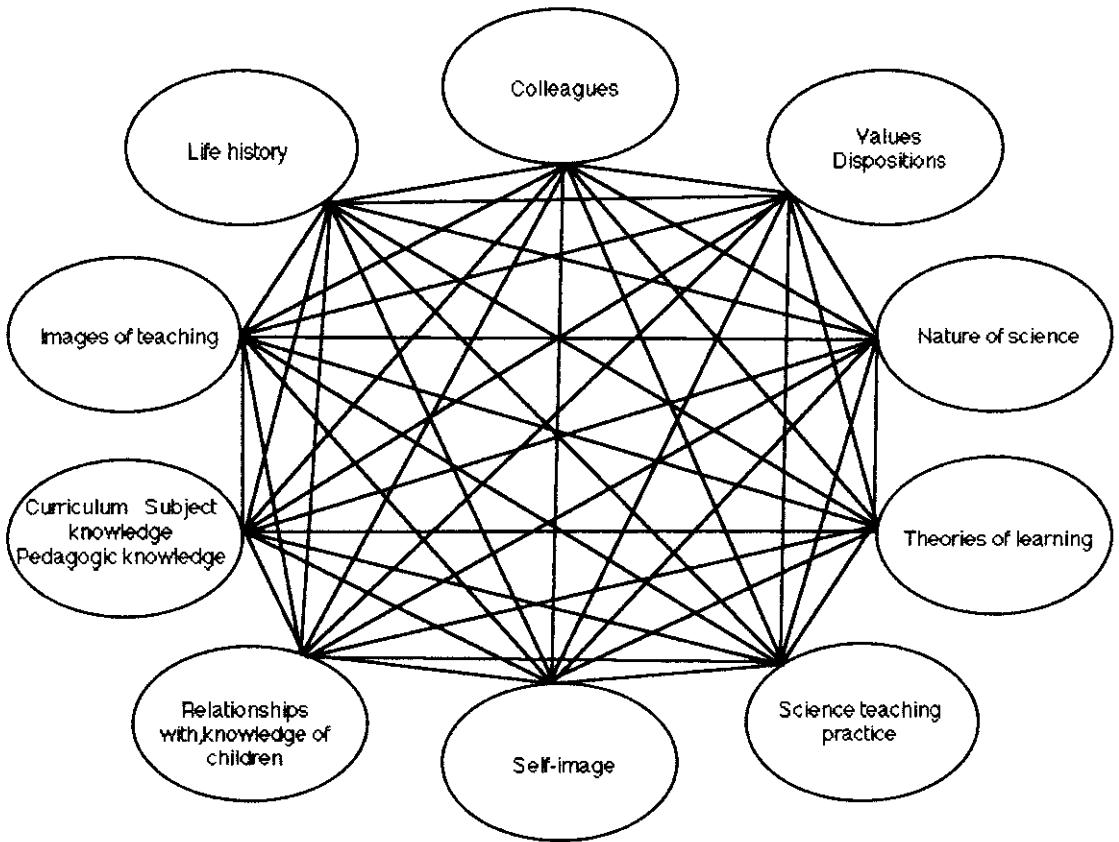 Colleagues
Life history
Values
Dispositions
Images of teaching
Nature of science
Curriculum Subject
knowledge
Pedagogic knowledge
Theories of learning
Relationships
with,knowledge of
children
Self-image
Science teaching
practice